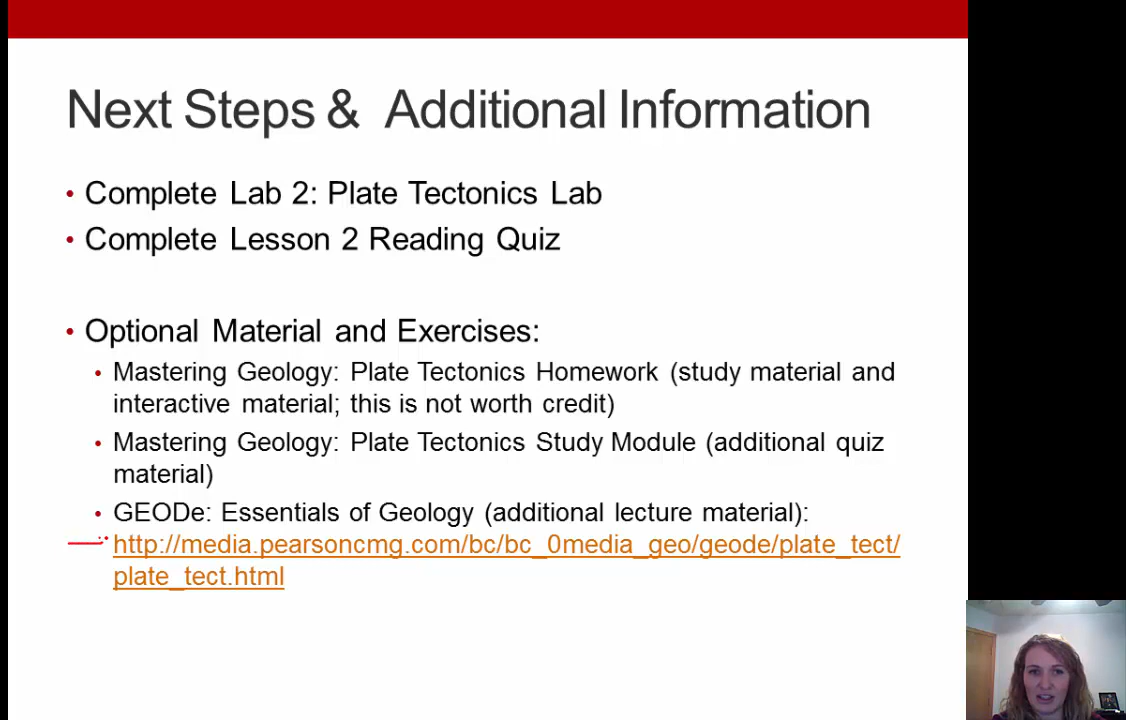 Next Steps & Additional Information
• Complete Lab 2: Plate Tectonics Lab
• Complete Lesson 2 Reading Quiz
• Optional Material and Exercises:
• Mastering Geology: Plate Tectonics Homework (study material and
interactive material; this is not worth credit)
• Mastering Geology: Plate Tectonics Study Module (additional quiz
material)
• GEODe: Essentials of Geology (additional lecture material):
http://media.pearsoncmg.com/bc/bc_0media_geo/geode/plate_tect/
plate_tect.html